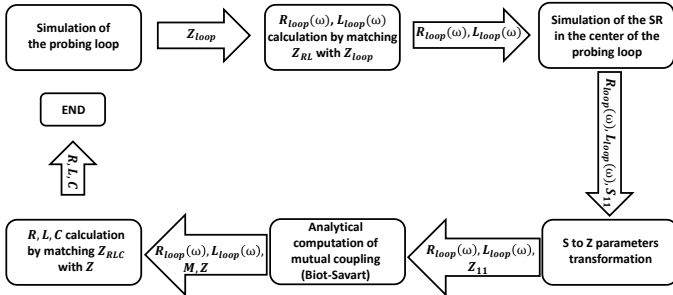 Simulation of
the probing loop
Z_loop
R_loop(ω), L_loop(ω)
calculation by matching
Z_RL with Z_loop
R_loop(ω), L_loop(ω)
Simulation of the SR
in the center of the
probing loop
R_loop(ω), L_loop(ω), S_11
S to Z parameters
transformation
R_loop(ω), L_loop(ω),
Z_11
Analytical
computation of
mutual coupling
(Biot-Savart)
R_loop(ω), L_loop(ω),
M, Z
R, L, C calculation
by matching Z_RLC
with Z
R, L, C
END